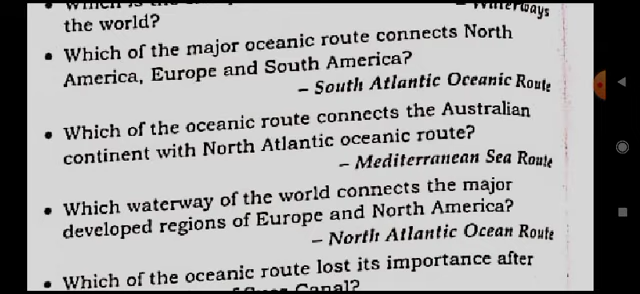 the world?
Waterways
• Which of the major oceanic route connects North
America, Europe and South America?
– South Atlantic Oceanic Route
• Which of the oceanic route connects the Australian
continent with North Atlantic oceanic route?
– Mediterranean Sea Route
• Which waterway of the world connects the major
developed regions of Europe and North America?
– North Atlantic Ocean Route
• Which of the oceanic route lost its importance after
Canal?